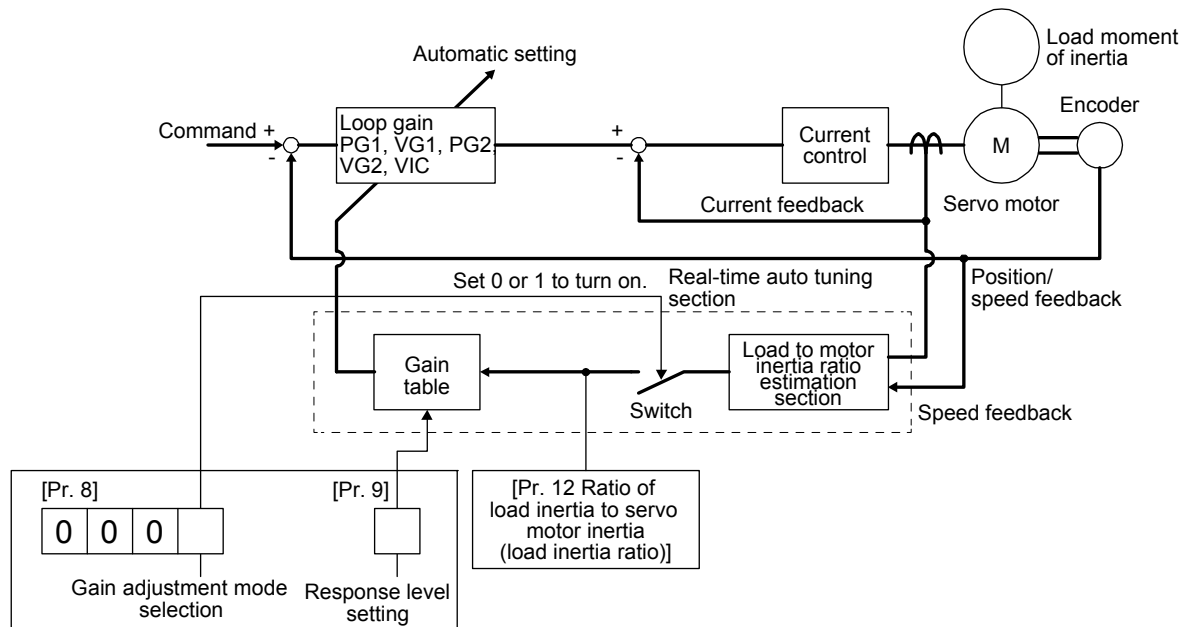 Automatic setting
Load moment
of inertia
Command +
-
Loop gain
PG1, VG1, PG2,
VG2, VIC
+
-
Current
control
M
Encoder
Current feedback
Servo motor
Set 0 or 1 to turn on.
Real-time auto tuning
section
Position/
speed feedback
Gain
table
Switch
Load to motor
inertia ratio
estimation
section
Speed feedback
[Pr. 8]
[Pr. 9]
0 0 0
Gain adjustment mode
selection
Response level
setting
[Pr. 12 Ratio of
load inertia to servo
motor inertia
(load inertia ratio)]